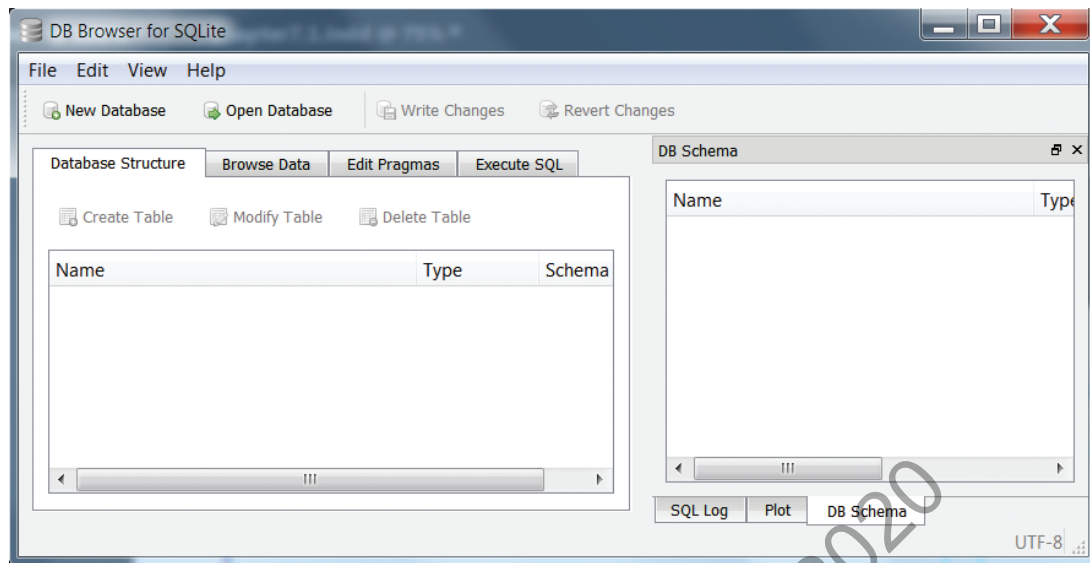 DB Browser for SQLite
File Edit View Help
New Database Open Database Write Changes Revert Changes
Database Structure Browse Data Edit Pragmas Execute SQL
Create Table Modify Table Delete Table
Name Type Schema
DB Schema
Name Type
SQL Log Plot DB Schema
UTF-8
2020